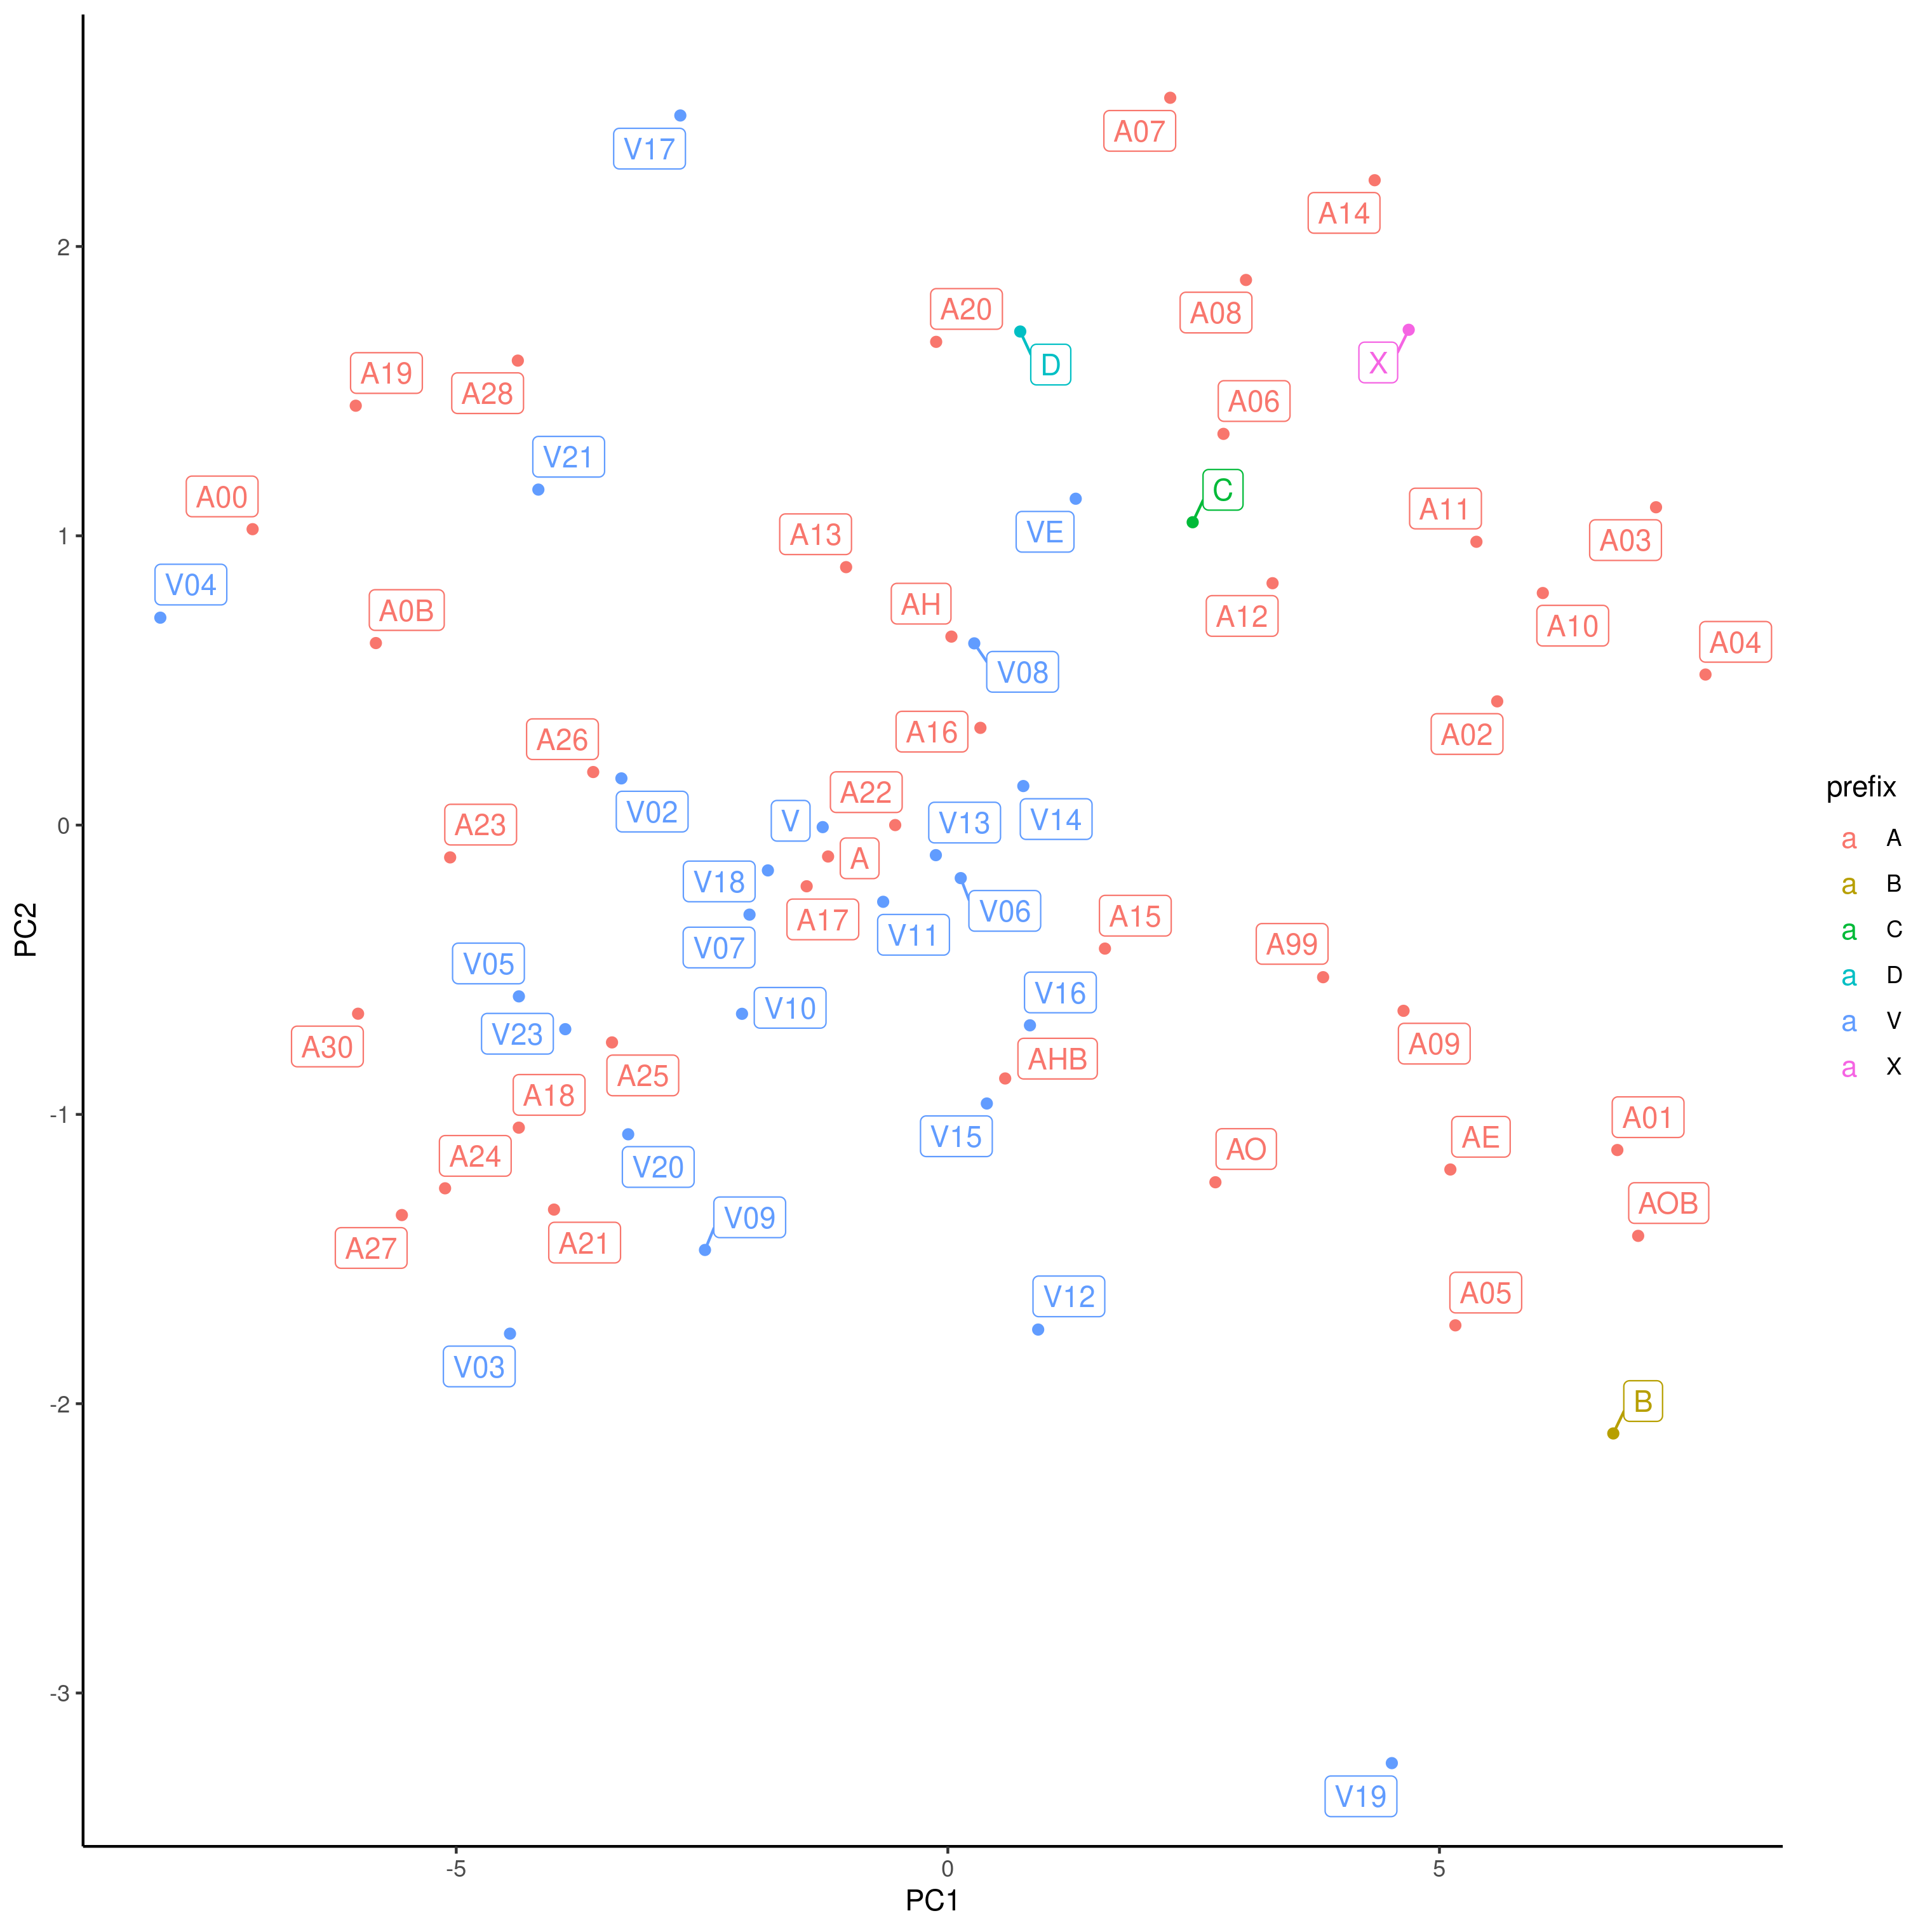 A07
V17
A14
2
A20
A08
D
X
A19
A28
A06
V21
C
A00
A11
A13
VE
A03
1
V04
AH
A0B
A12
A10
A04
V08
A16
A02
A26
A22
V02
V
V13
V14
prefix
A23
0
a A
A
V18
a B
V06
A17
A15
V11
a C
PC2
V07
A99
V05
a D
V16
V10
a V
V23
A30
A09
AHB
a X
A25
A18
-1
A01
V15
AE
AO
A24
V20
AOB
V09
A27
A21
A05
V12
V03
B
-2
-3
V19
-5 0 5
PC1